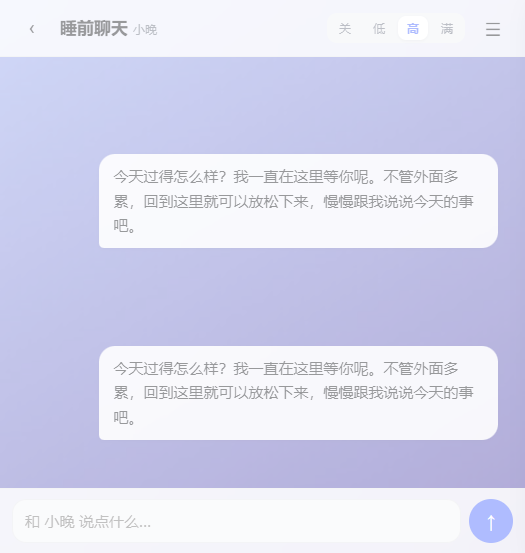 ‹ 睡前聊天 小晚 关 低 高 满 ☰
今天过得怎么样？我一直在这里等你呢。不管外面多
累，回到这里就可以放松下来，慢慢跟我说说今天的事
吧。
今天过得怎么样？我一直在这里等你呢。不管外面多
累，回到这里就可以放松下来，慢慢跟我说说今天的事
吧。
和 小晚 说点什么... ↑